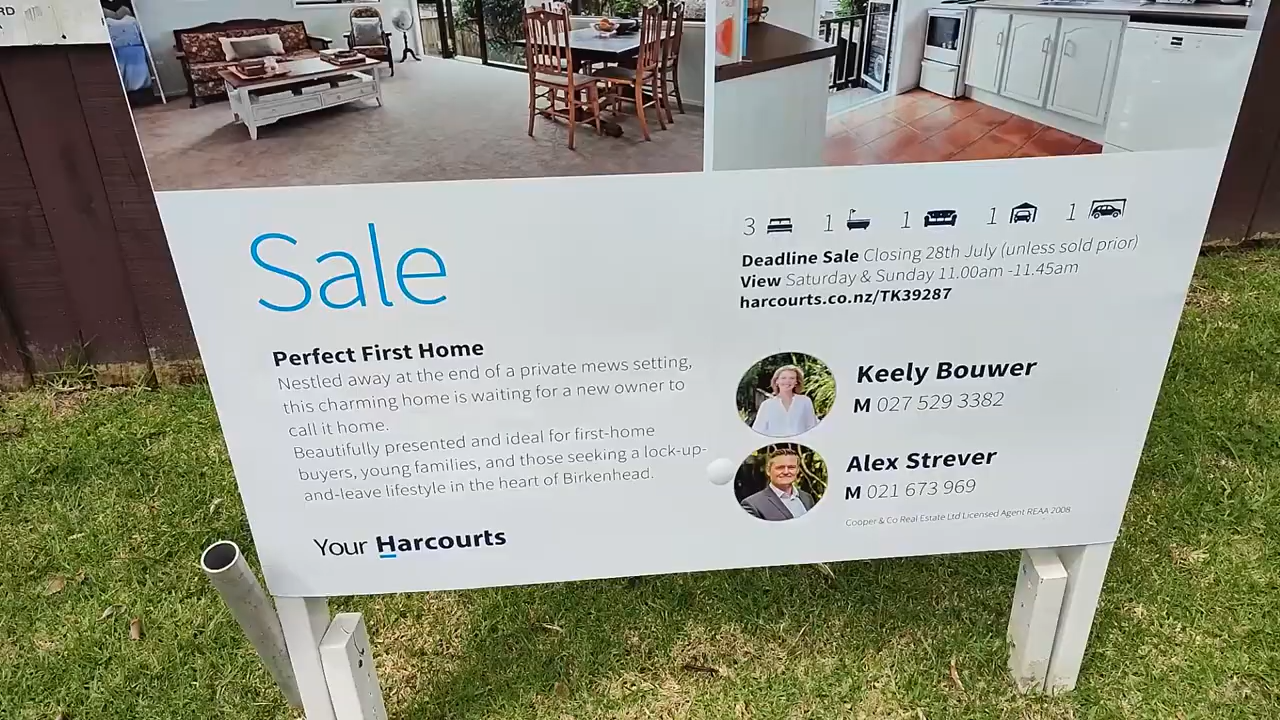 RD
Sale
Perfect First Home
Nestled away at the end of a private mews setting,
this charming home is waiting for a new owner to
call it home.
Beautifully presented and ideal for first-home
buyers, young families, and those seeking a lock-up-
and-leave lifestyle in the heart of Birkenhead.
Your Harcourts
3 1 1 1 1
Deadline Sale Closing 28th July (unless sold prior)
View Saturday & Sunday 11.00am -11.45am
harcourts.co.nz/TK39287
Keely Bouwer
M 027 529 3382
Alex Strever
M 021 673 969
Cooper & Co Real Estate Ltd Licensed Agent REAA 2008